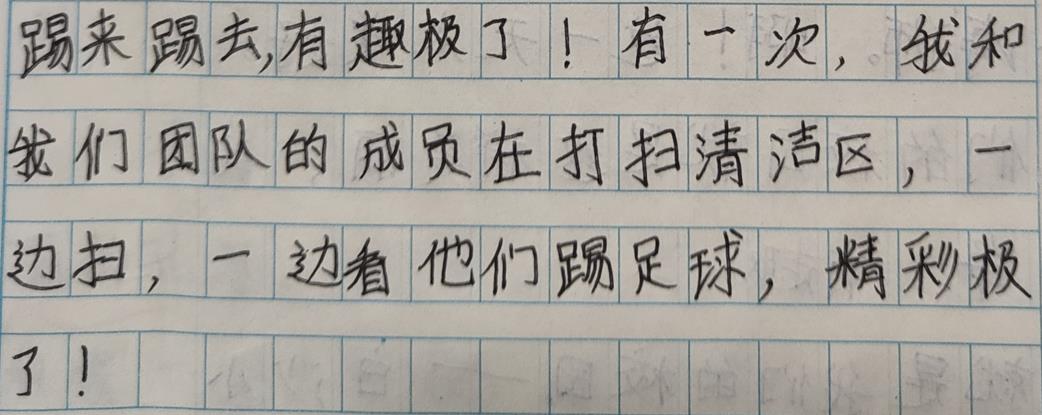 踢来踢去,有趣极了！有一次，我和
我们团队的成员在打扫清洁区，一
边扫，一边看他们踢足球，精彩极
了！